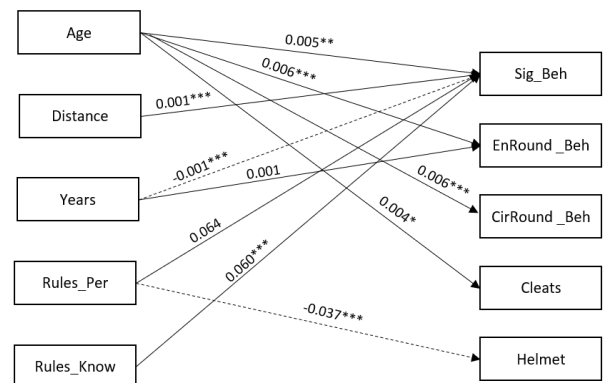 Age
Distance
Years
Rules_Per
Rules_Know
0.005**
0.006***
0.001***
-0.001***
0.001
0.006***
0.004*
0.064
0.060***
-0.037***
Sig_Beh
EnRound _Beh
CirRound _Beh
Cleats
Helmet